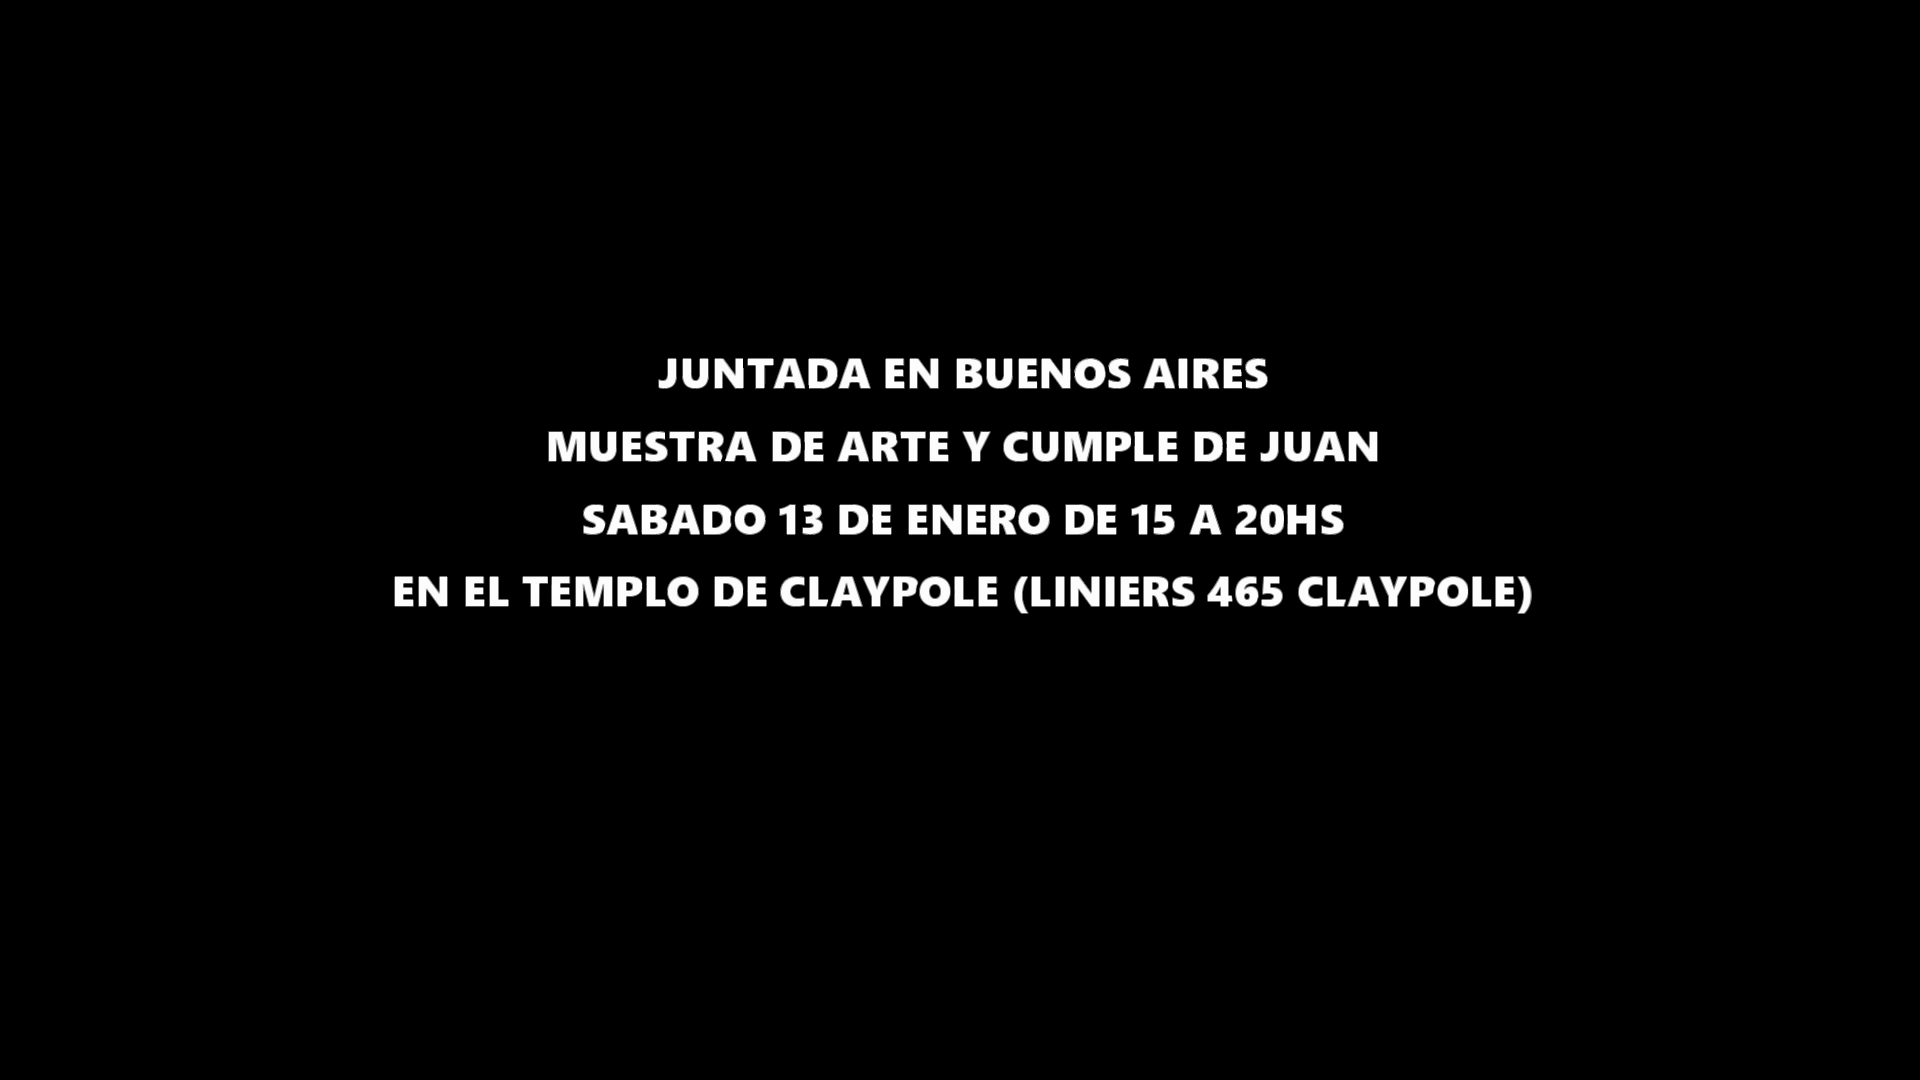 JUNTADA EN BUENOS AIRES
MUESTRA DE ARTE Y CUMPLE DE JUAN
SABADO 13 DE ENERO DE 15 A 20HS
EN EL TEMPLO DE CLAYPOLE (LINIERS 465 CLAYPOLE)